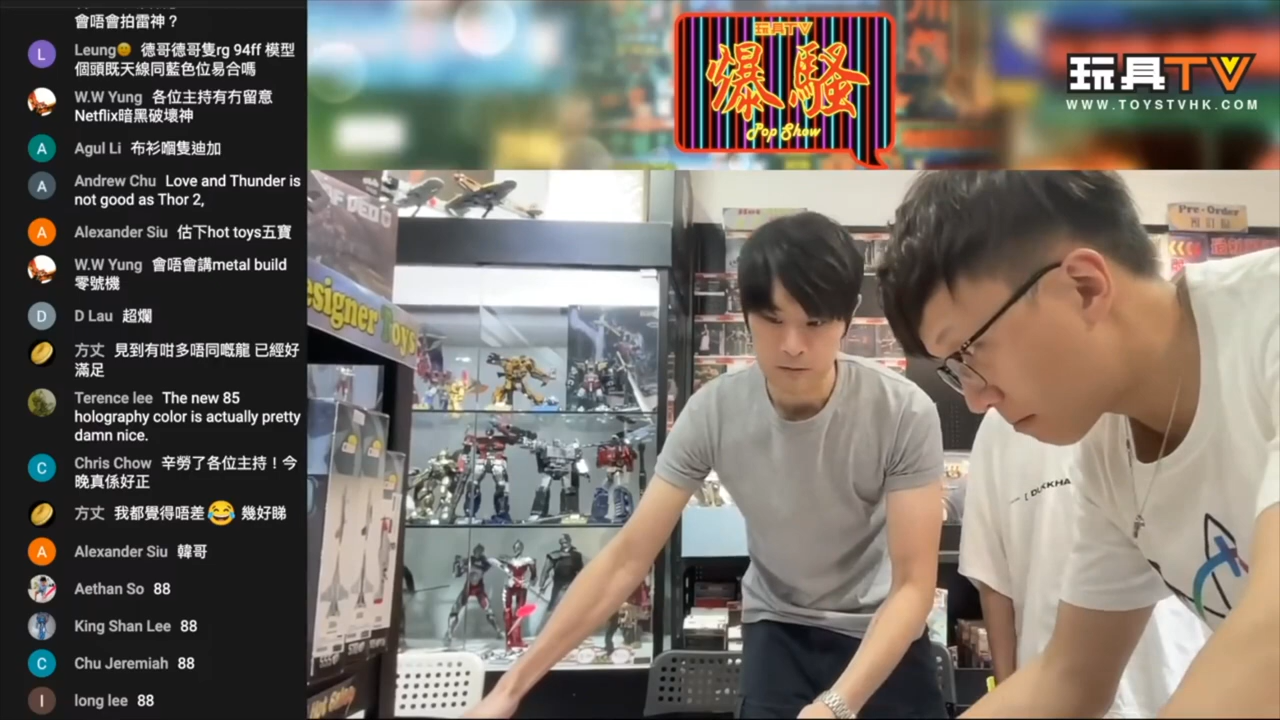 會唔會拍雷神？
Leung😐 德哥德哥隻rg 94ff 模型
個頭既天線同藍色位易合嗎
W.W Yung 各位主持有冇留意
Netflix暗黑破壞神
Agul Li 布衫嗰隻迪加
Andrew Chu Love and Thunder is
not good as Thor 2,
Alexander Siu 估下hot toys五寶
W.W Yung 會唔會講metal build
零號機
D Lau 超爛
方丈 見到有咁多唔同嘅龍 已經好
滿足
Terence lee The new 85
holography color is actually pretty
damn nice.
Chris Chow 辛勞了各位主持！今
晚真係好正
方丈 我都覺得唔差😂 幾好睇
Alexander Siu 韓哥
Aethan So 88
King Shan Lee 88
Chu Jeremiah 88
long lee 88
玩具TV
爆騷
Pop Show
玩具TV
WWW.TOYSTVHK.COM
esigner Toys
Hot
Pre-Order
[ DUKKHA